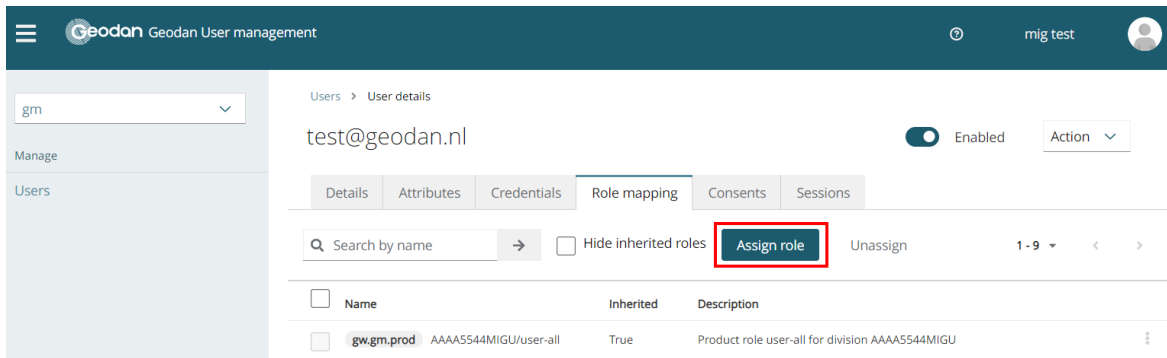 Geodan Geodan User management mig test
gm
Manage
Users
Users > User details
test@geodan.nl
Enabled
Action
Details Attributes Credentials Role mapping Consents Sessions
Search by name
Hide inherited roles
Assign role
Unassign
1 - 9
Name Inherited Description
gw.gm.prod AAAA5544MIGU/user-all True Product role user-all for division AAAA5544MIGU